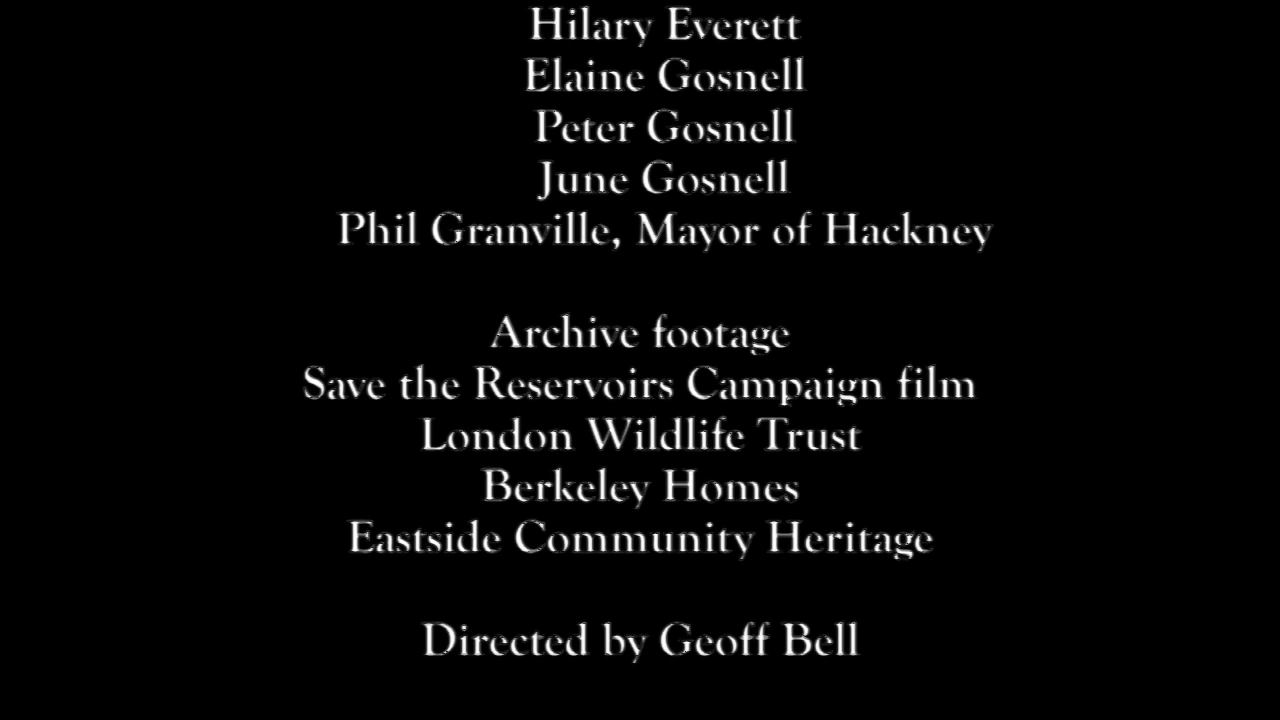 Hilary Everett
Elaine Gosnell
Peter Gosnell
June Gosnell
Phil Granville, Mayor of Hackney
Archive footage
Save the Reservoirs Campaign film
London Wildlife Trust
Berkeley Homes
Eastside Community Heritage
Directed by Geoff Bell